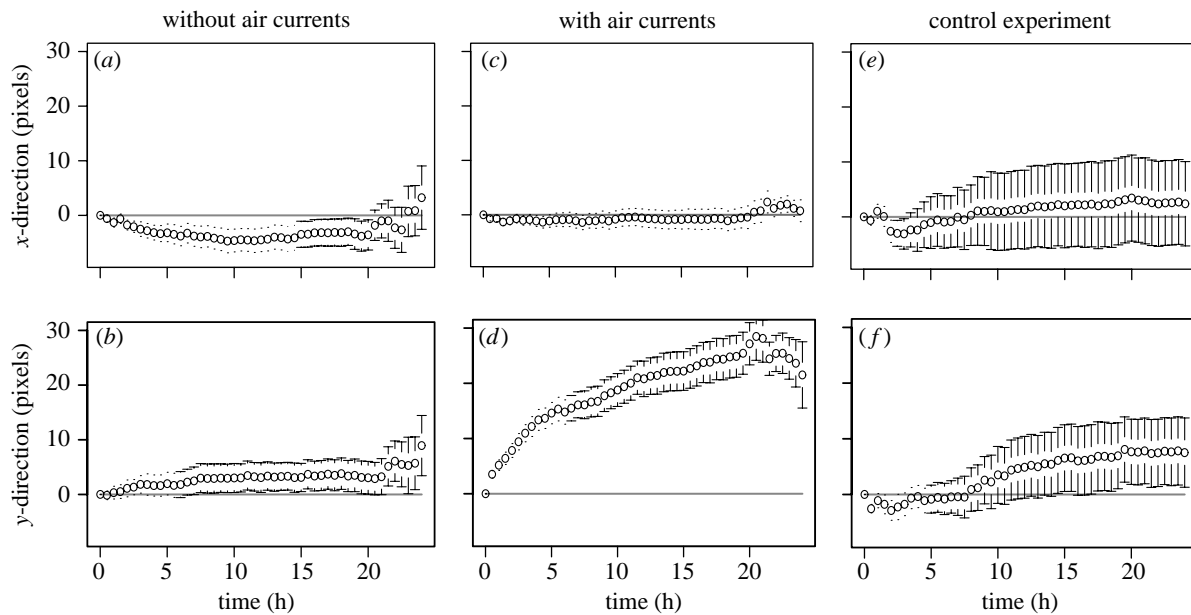 without air currents
with air currents
control experiment
x-direction (pixels)
30
20
10
0
(a)
(c)
(e)
y-direction (pixels)
30
20
10
0
(b)
(d)
(f)
0 5 10 15 20
0 5 10 15 20
0 5 10 15 20
time (h)
time (h)
time (h)